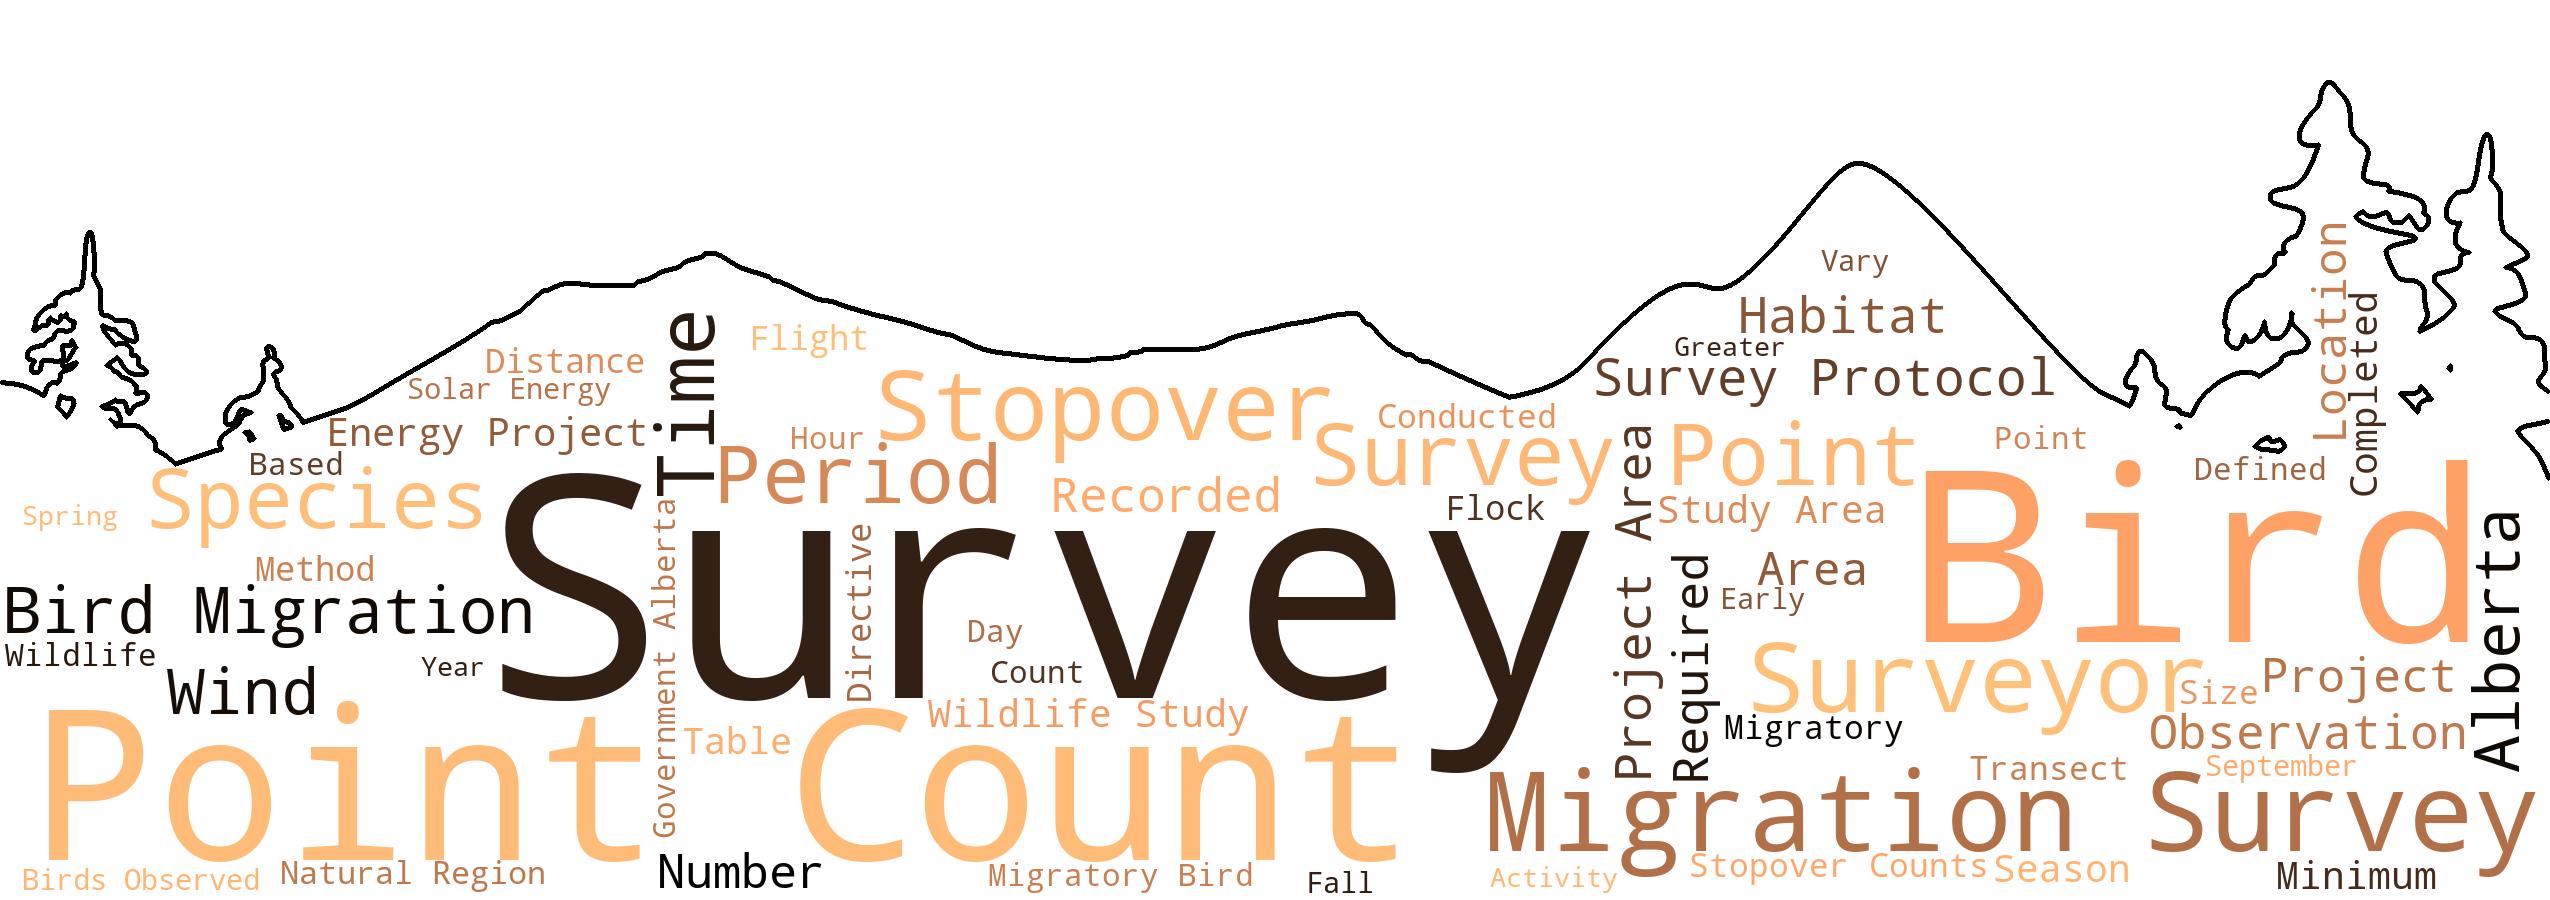 Vary
Habitat
Greater
Survey Protocol
Location
Completed
Time
Flight
Distance
Solar Energy
Energy Project
Based
Stopover
Hour
Period
Conducted
Survey Point
Point
Defined
Species
Spring
Recorded
Flock
Project Area
Study Area
Bird
Survey
Method
Bird Migration
Wildlife
Wind
Year
Government Alberta
Directive
Day
Count
Wildlife Study
Required
Area
Early
Surveyor
Size
Project
Alberta
Migratory
Observation
Point Count
Table
Transect
September
Migration Survey
Birds Observed
Natural Region
Number
Migratory Bird
Fall
Activity
Stopover Counts
Season
Minimum